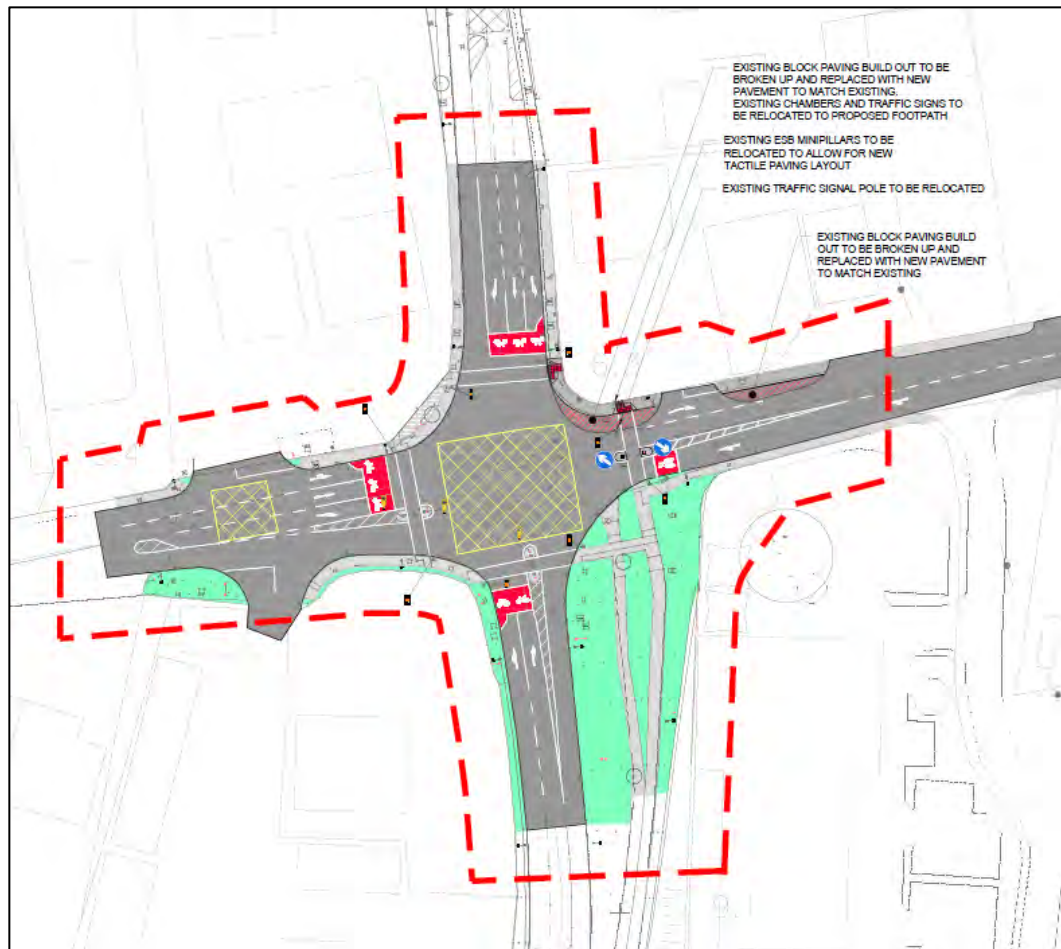 EXISTING BLOCK PAVING BUILD OUT TO BE
BROKEN UP AND REPLACED WITH NEW
PAVEMENT TO MATCH EXISTING.
EXISTING CHAMBERS AND TRAFFIC SIGNS TO
BE RELOCATED TO PROPOSED FOOTPATH
EXISTING ESB MINIPILLARS TO BE
RELOCATED TO ALLOW FOR NEW
TACTILE PAVING LAYOUT
EXISTING TRAFFIC SIGNAL POLE TO BE RELOCATED
EXISTING BLOCK PAVING BUILD
OUT TO BE BROKEN UP AND
REPLACED WITH NEW PAVEMENT
TO MATCH EXISTING